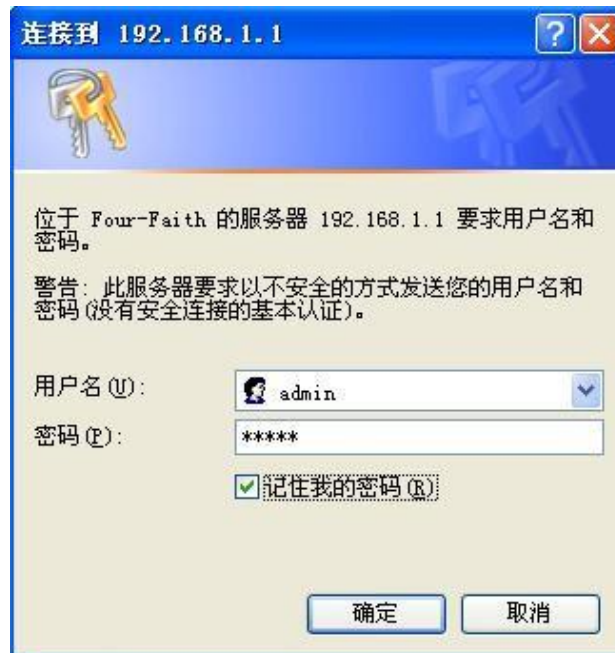 连接到 192.168.1.1
位于 Four-Faith 的服务器 192.168.1.1 要求用户名和
密码。
警告: 此服务器要求以不安全的方式发送您的用户名和
密码(没有安全连接的基本认证)。
用户名(U):
admin
密码(P):
*****
记住我的密码(R)
确定
取消